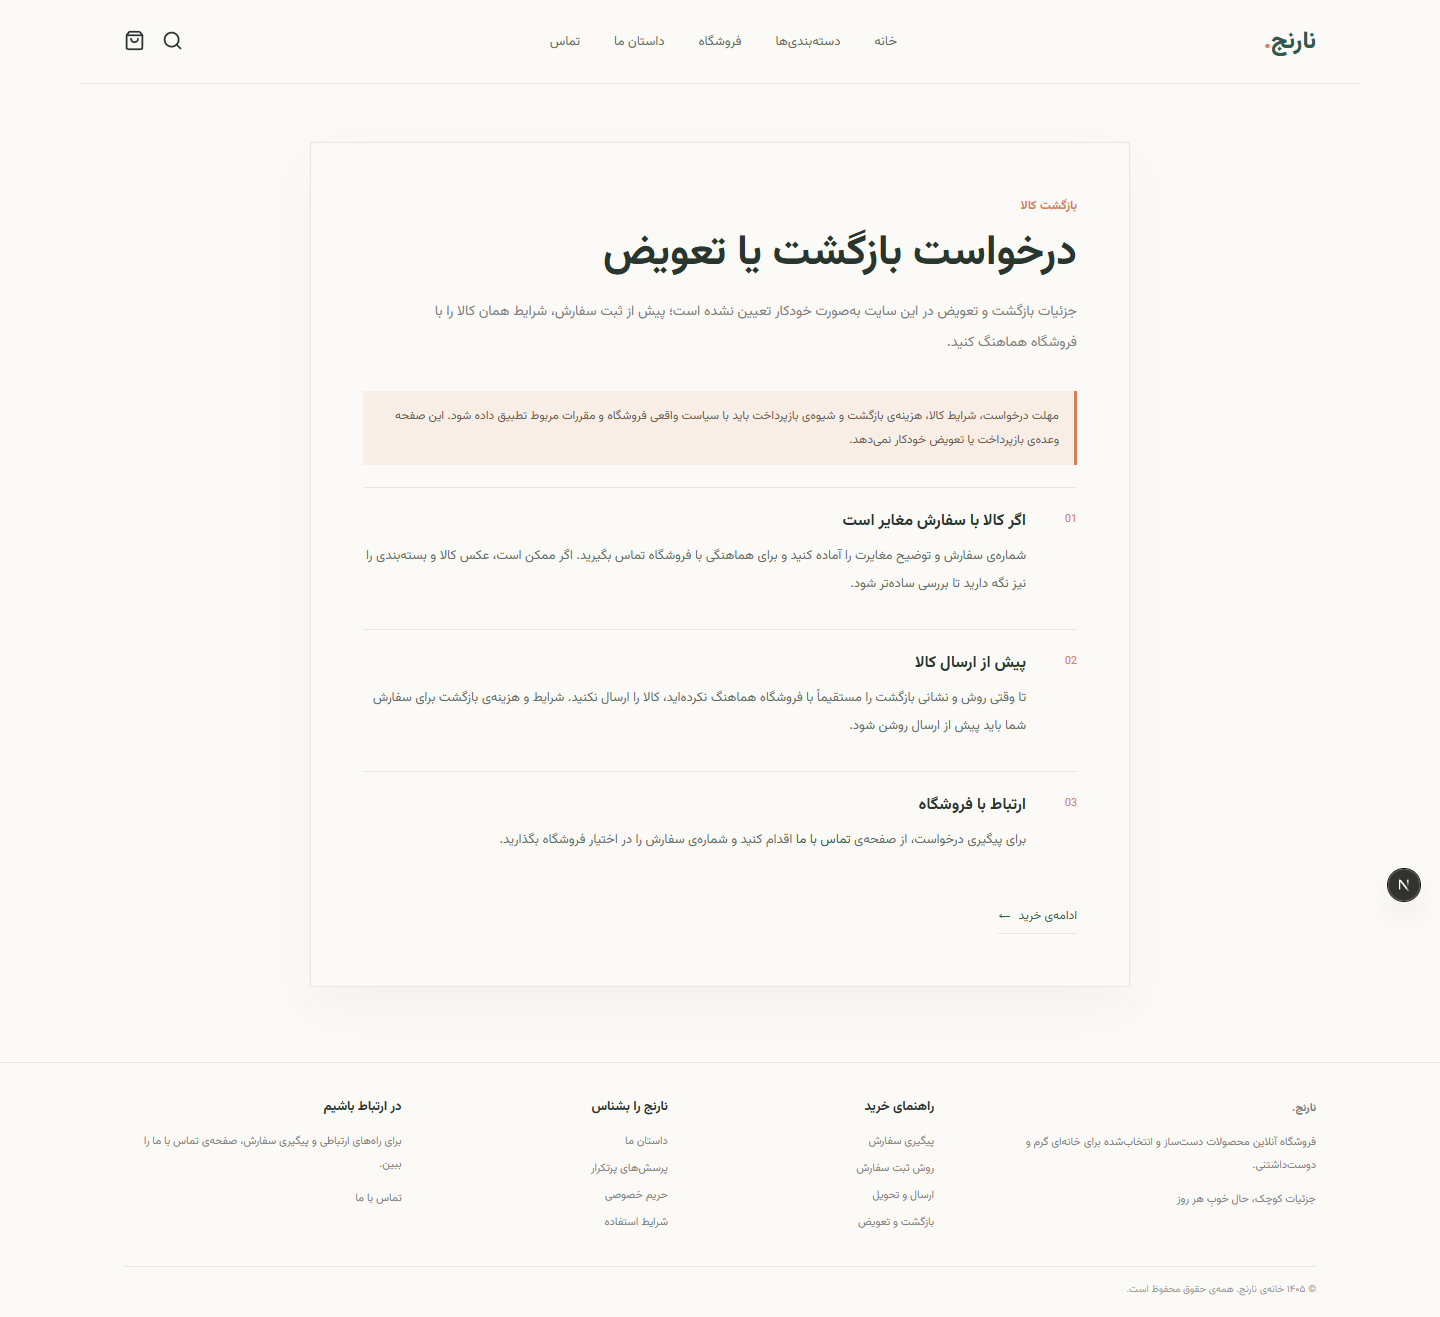 نارنج.
خانه
دسته‌بندی‌ها
فروشگاه
داستان ما
تماس
بازگشت کالا
درخواست بازگشت یا تعویض
جزئیات بازگشت و تعویض در این سایت به‌صورت خودکار تعیین نشده است؛ پیش از ثبت سفارش، شرایط همان کالا را با
فروشگاه هماهنگ کنید.
مهلت درخواست، شرایط کالا، هزینه‌ی بازگشت و شیوه‌ی بازپرداخت باید با سیاست واقعی فروشگاه و مقررات مربوط تطبیق داده شود. این صفحه
وعده‌ی بازپرداخت یا تعویض خودکار نمی‌دهد.
01
اگر کالا با سفارش مغایر است
شماره‌ی سفارش و توضیح مغایرت را آماده کنید و برای هماهنگی با فروشگاه تماس بگیرید. اگر ممکن است، عکس کالا و بسته‌بندی را
نیز نگه دارید تا بررسی ساده‌تر شود.
02
پیش از ارسال کالا
تا وقتی روش و نشانی بازگشت را مستقیماً با فروشگاه هماهنگ نکرده‌اید، کالا را ارسال نکنید. شرایط و هزینه‌ی بازگشت برای سفارش
شما باید پیش از ارسال روشن شود.
03
ارتباط با فروشگاه
برای پیگیری درخواست، از صفحه‌ی تماس با ما اقدام کنید و شماره‌ی سفارش را در اختیار فروشگاه بگذارید.
ادامه‌ی خرید ←
N
نارنج.
فروشگاه آنلاین محصولات دست‌ساز و انتخاب‌شده برای خانه‌ای گرم و
دوست‌داشتنی.
جزئیات کوچک، حال خوبِ هر روز
راهنمای خرید
پیگیری سفارش
روش ثبت سفارش
ارسال و تحویل
بازگشت و تعویض
نارنج را بشناس
داستان ما
پرسش‌های پرتکرار
حریم خصوصی
شرایط استفاده
در ارتباط باشیم
برای راه‌های ارتباطی و پیگیری سفارش، صفحه‌ی تماس با ما را
ببین.
تماس با ما
© ۱۴۰۵ خانه‌ی نارنج. همه‌ی حقوق محفوظ است.